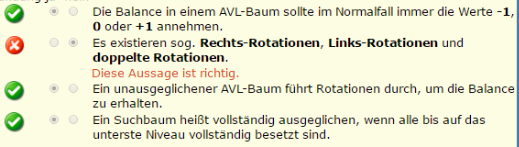 Die Balance in einem AVL-Baum sollte im Normalfall immer die Werte -1,
0 oder +1 annehmen.
Es existieren sog. Rechts-Rotationen, Links-Rotationen und
doppelte Rotationen.
Diese Aussage ist richtig.
Ein unausgeglichener AVL-Baum führt Rotationen durch, um die Balance
zu erhalten.
Ein Suchbaum heißt vollständig ausgeglichen, wenn alle bis auf das
unterste Niveau vollständig besetzt sind.